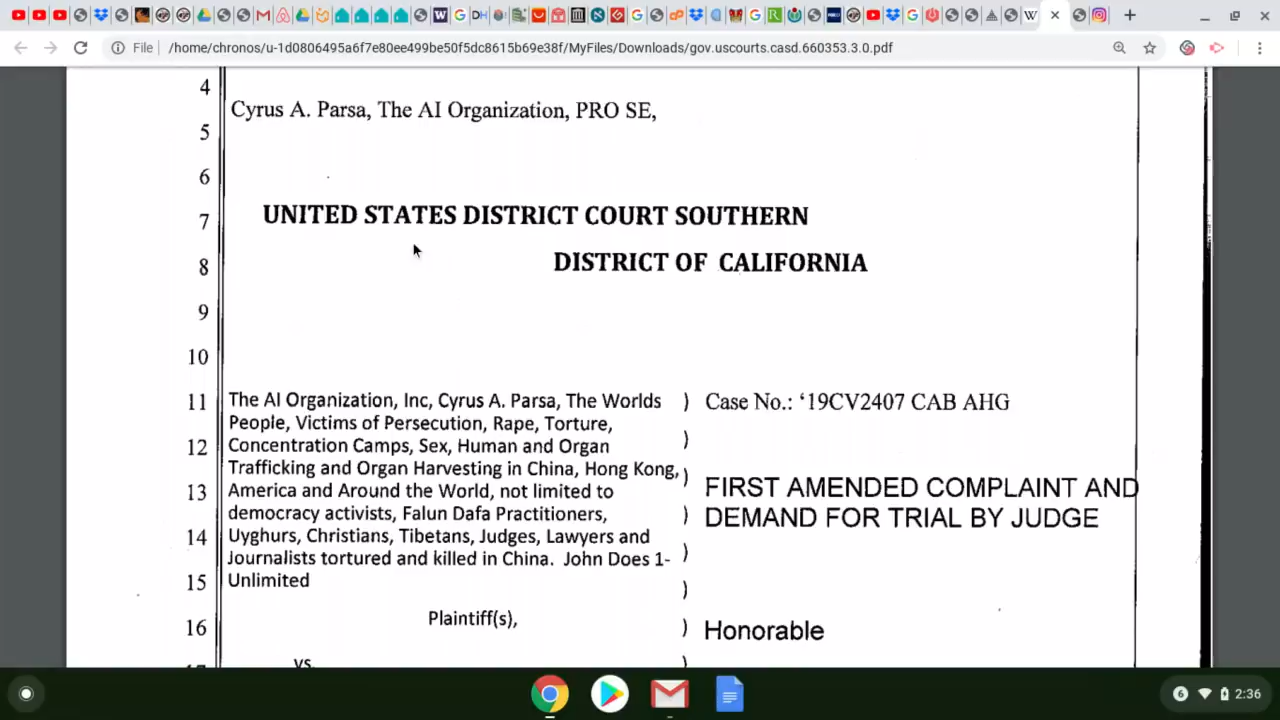 File | /home/chronos/u-1d0806495a6f7e80ee499be50f5dc8615b69e38f/MyFiles/Downloads/gov.uscourts.casd.660353.3.0.pdf
4
Cyrus A. Parsa, The AI Organization, PRO SE,
5
6
7 UNITED STATES DISTRICT COURT SOUTHERN
8 DISTRICT OF CALIFORNIA
9
10
11 The AI Organization, Inc, Cyrus A. Parsa, The Worlds ) Case No.: ‘19CV2407 CAB AHG
People, Victims of Persecution, Rape, Torture,
12 Concentration Camps, Sex, Human and Organ )
Trafficking and Organ Harvesting in China, Hong Kong, )
13 America and Around the World, not limited to FIRST AMENDED COMPLAINT AND
democracy activists, Falun Dafa Practitioners, ) DEMAND FOR TRIAL BY JUDGE
14 Uyghurs, Christians, Tibetans, Judges, Lawyers and )
Journalists tortured and killed in China. John Does 1-
15 Unlimited )
Plaintiff(s),
16 ) Honorable
vs. )
6 2:36